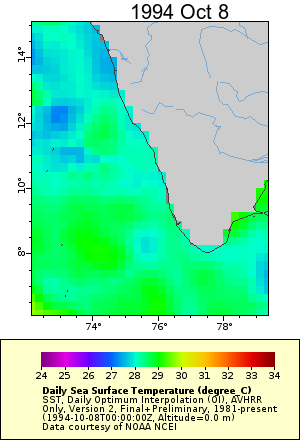 1994 Oct 8
14°
12°
10°
8°
74°
76°
78°
24 25 26 27 28 29 30 31 32 33 34
Daily Sea Surface Temperature (degree_C)
SST, Daily Optimum Interpolation (OI), AVHRR
Only, Version 2, Final+Preliminary, 1981-present
(1994-10-08T00:00:00Z, Altitude=0.0 m)
Data courtesy of NOAA NCEI